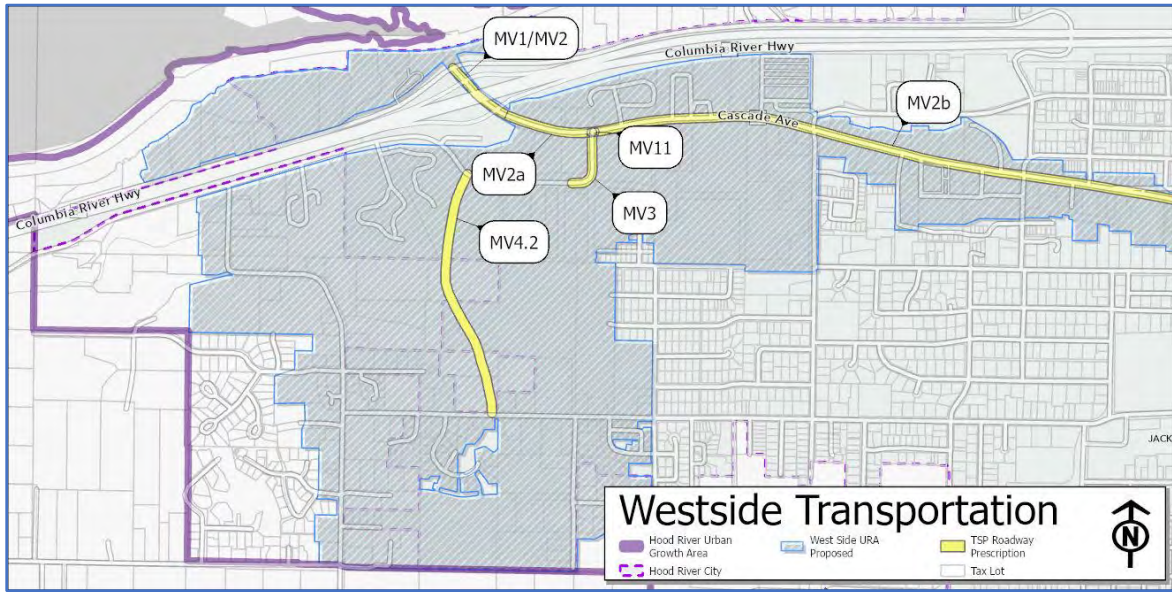 MV1/MV2
Columbia River Hwy
MV2b
Cascade Ave
MV11
MV2a
MV3
Columbia River Hwy
MV4.2
JACK
Westside Transportation
Hood River Urban
Growth Area
West Side URA
Proposed
TSP Roadway
Prescription
Hood River City
Tax Lot
N